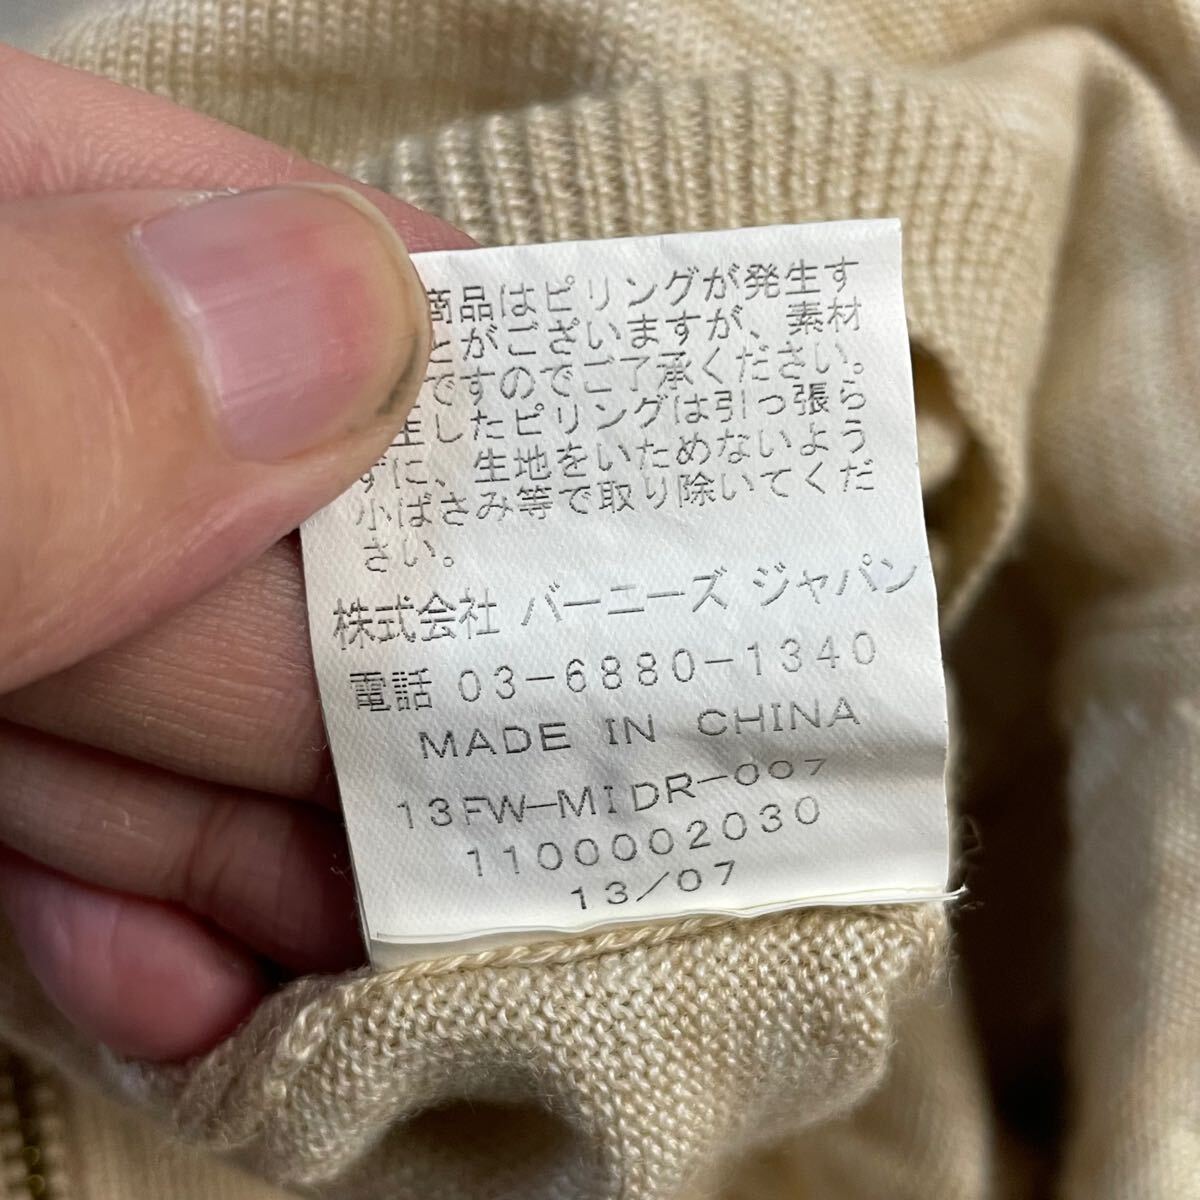 商品はピリングが発生す
とがございますが、素材
ですのでご了承ください。
生したピリングは引っ張ら
ずに、生地をいためないよう
小ばさみ等で取り除いてくだ
さい。
株式会社 バーニーズ ジャパン
電話 03-6880-1340
MADE IN CHINA
13FW-MIDR-007
1100002030
13/07